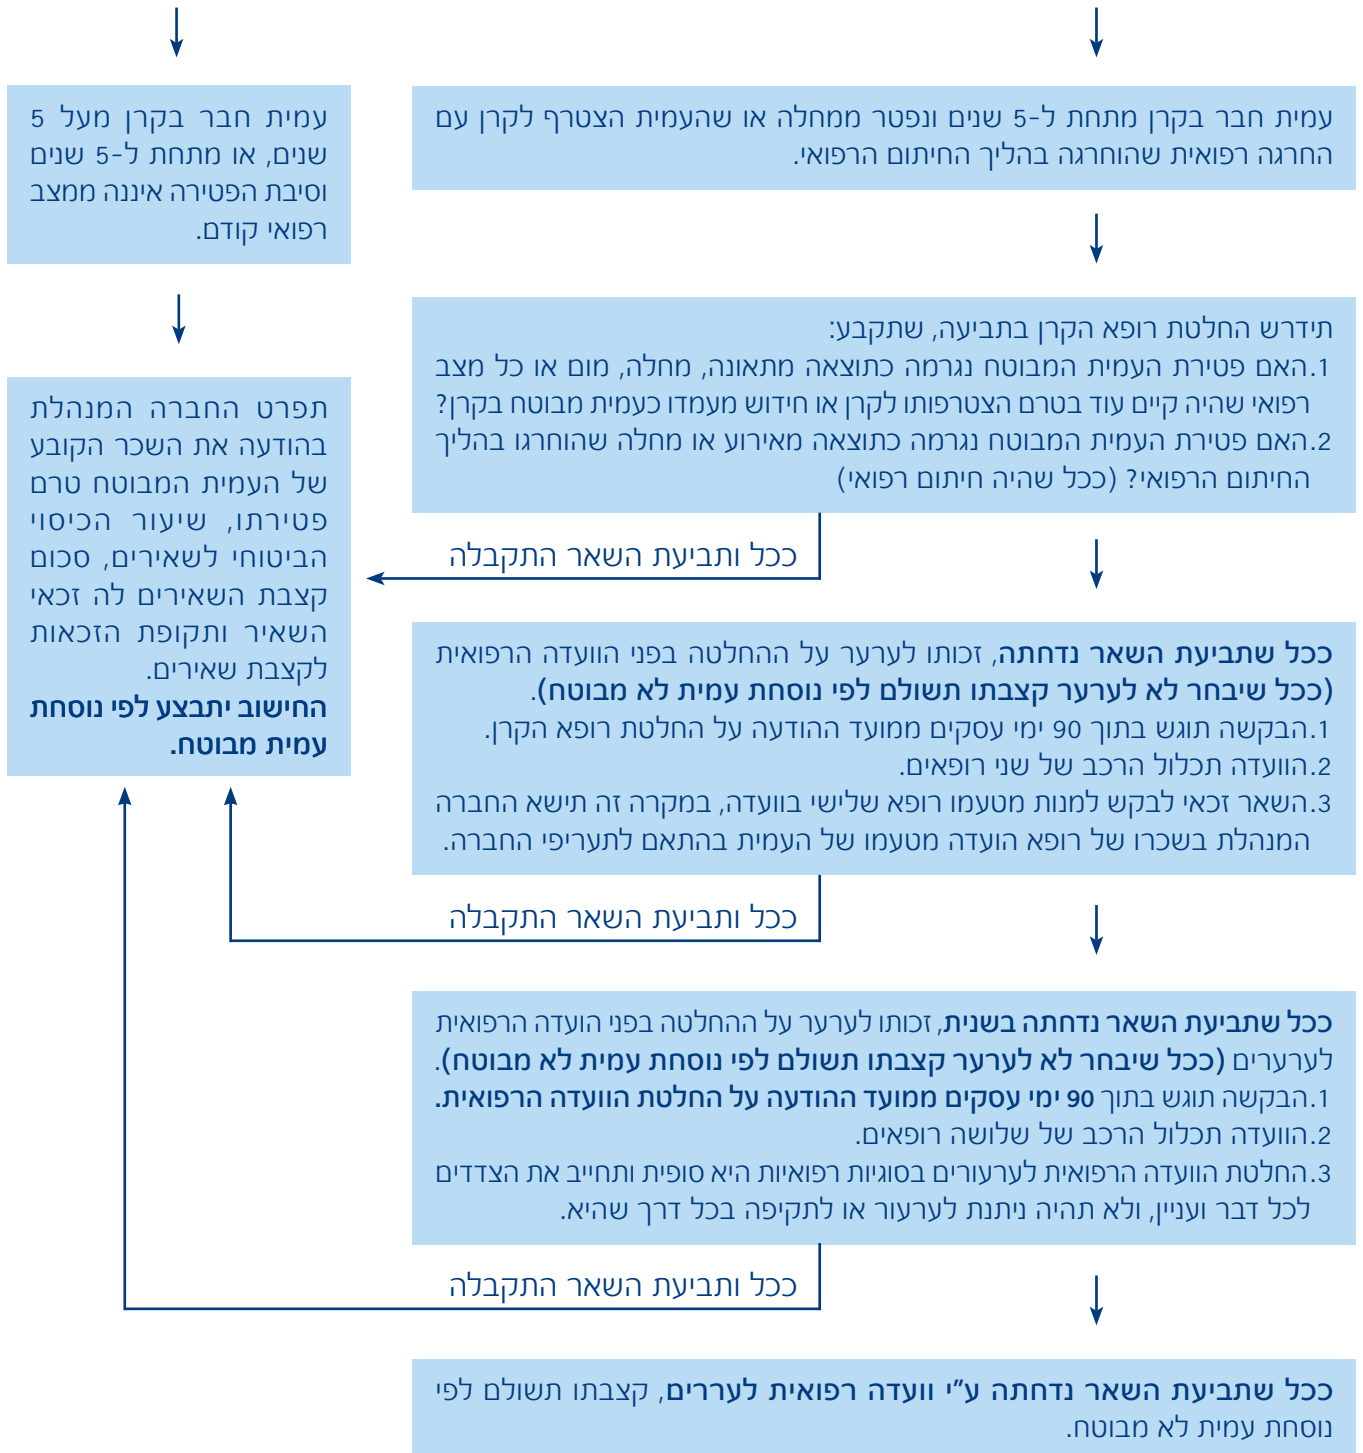 עמית חבר בקרן מתחת ל-5 שנים ונפטר ממחלה או שהעמית הצטרף לקרן עם
החרגה רפואית שהוחרגה בהליך החיתום הרפואי.
עמית חבר בקרן מעל 5
שנים, או מתחת ל-5 שנים
וסיבת הפטירה איננה ממצב
רפואי קודם.
תידרש החלטת רופא הקרן בתביעה, שתקבע:
1.האם פטירת העמית המבוטח נגרמה כתוצאה מתאונה, מחלה, מום או כל מצב
רפואי שהיה קיים עוד בטרם הצטרפותו לקרן או חידוש מעמדו כעמית מבוטח בקרן?
2.האם פטירת העמית המבוטח נגרמה כתוצאה מאירוע או מחלה שהוחרגו בהליך
החיתום הרפואי? (ככל שהיה חיתום רפואי)
ככל ותביעת השאר התקבלה
תפרט החברה המנהלת
בהודעה את השכר הקובע
של העמית המבוטח טרם
פטירתו, שיעור הכיסוי
הביטוחי לשאירים, סכום
קצבת השאירים לה זכאי
השאיר ותקופת הזכאות
לקצבת שאירים.
החישוב יתבצע לפי נוסחת
עמית מבוטח.
ככל שתביעת השאר נדחתה, זכותו לערער על ההחלטה בפני הוועדה הרפואית
(ככל שיבחר לא לערער קצבתו תשולם לפי נוסחת עמית לא מבוטח).
1.הבקשה תוגש בתוך 90 ימי עסקים ממועד ההודעה על החלטת רופא הקרן.
2.הוועדה תכלול הרכב של שני רופאים.
3.השאר זכאי לבקש למנות מטעמו רופא שלישי בוועדה, במקרה זה תישא החברה
המנהלת בשכרו של רופא הועדה מטעמו של העמית בהתאם לתעריפי החברה.
ככל ותביעת השאר התקבלה
ככל שתביעת השאר נדחתה בשנית, זכותו לערער על ההחלטה בפני הועדה הרפואית
לערערים (ככל שיבחר לא לערער קצבתו תשולם לפי נוסחת עמית לא מבוטח).
1.הבקשה תוגש בתוך 90 ימי עסקים ממועד ההודעה על החלטת הוועדה הרפואית.
2.הוועדה תכלול הרכב של שלושה רופאים.
3.החלטת הוועדה הרפואית לערעורים בסוגיות רפואיות היא סופית ותחייב את הצדדים
לכל דבר ועניין, ולא תהיה ניתנת לערעור או לתקיפה בכל דרך שהיא.
ככל ותביעת השאר התקבלה
ככל שתביעת השאר נדחתה ע"י וועדה רפואית לעררים, קצבתו תשולם לפי
נוסחת עמית לא מבוטח.